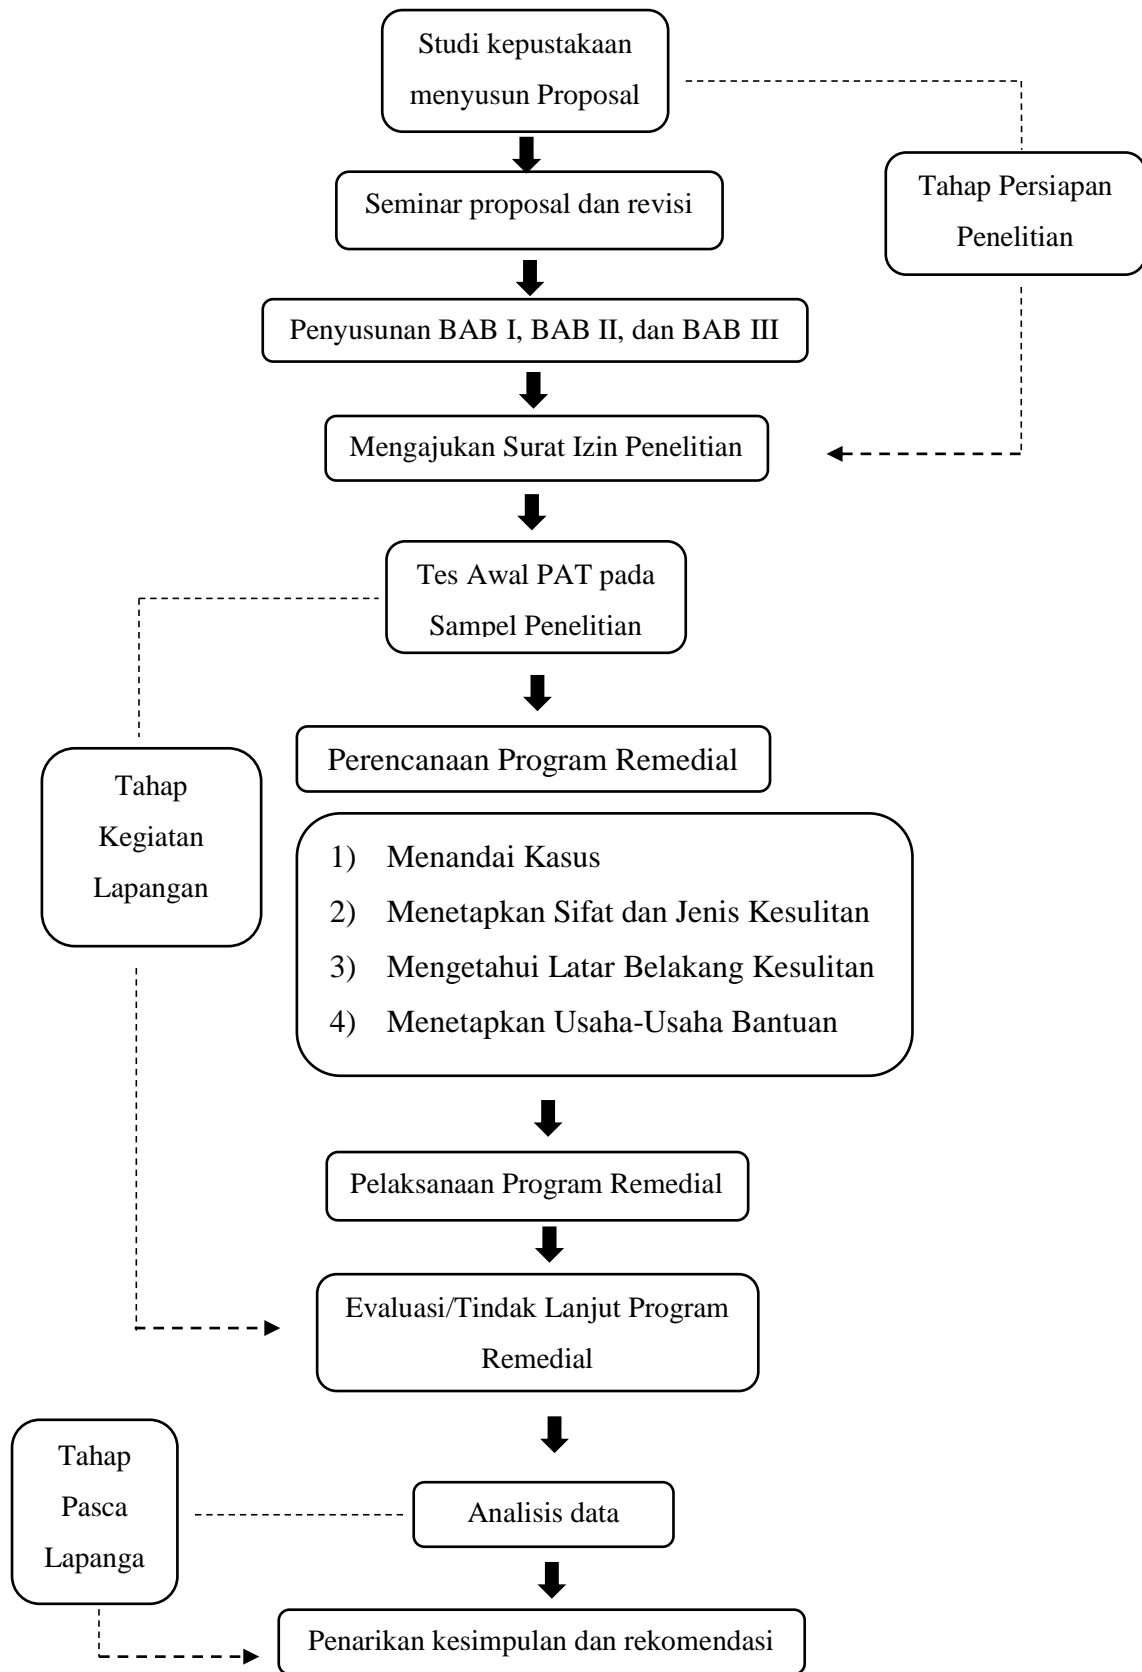 Studi kepustakaan
menyusun Proposal
Seminar proposal dan revisi
Tahap Persiapan
Penelitian
Penyusunan BAB I, BAB II, dan BAB III
Mengajukan Surat Izin Penelitian
Tes Awal PAT pada
Sampel Penelitian
Perencanaan Program Remedial
Tahap
Kegiatan
Lapangan
1) Menandai Kasus
2) Menetapkan Sifat dan Jenis Kesulitan
3) Mengetahui Latar Belakang Kesulitan
4) Menetapkan Usaha-Usaha Bantuan
Pelaksanaan Program Remedial
Evaluasi/Tindak Lanjut Program
Remedial
Tahap
Pasca
Lapanga
Analisis data
Penarikan kesimpulan dan rekomendasi